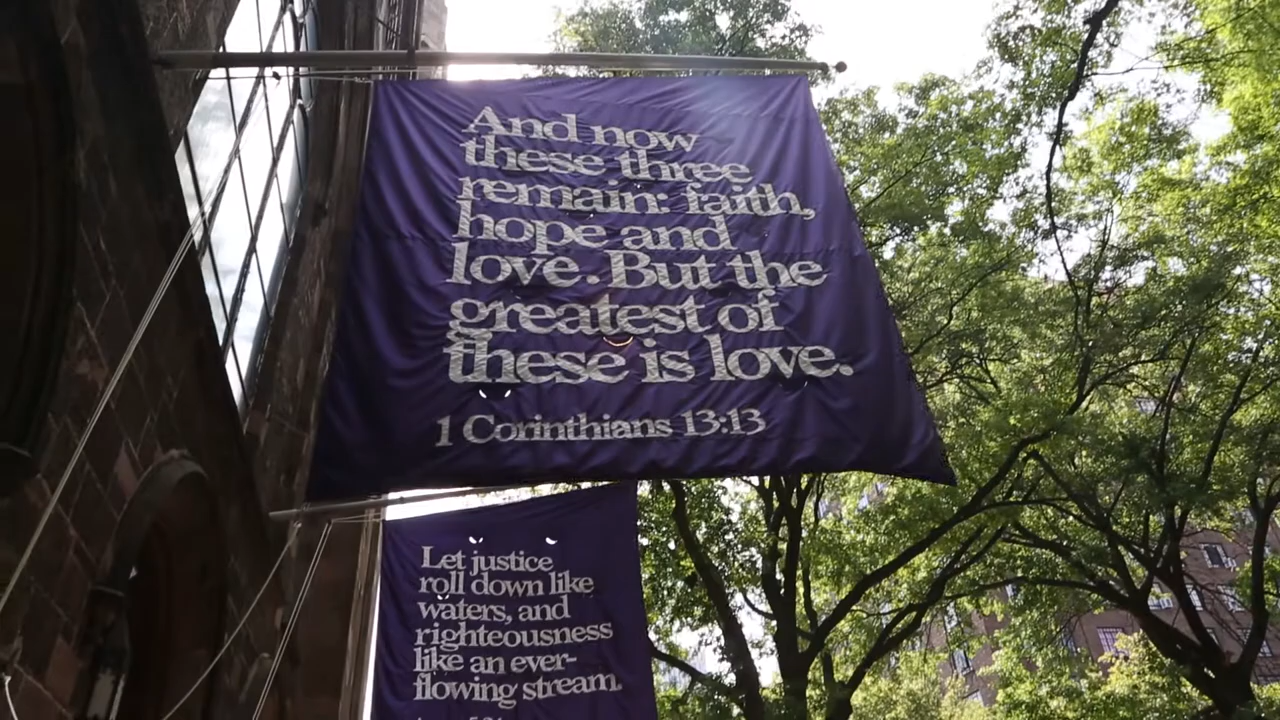 And now
these three
remain: faith,
hope and
love. But the
greatest of
these is love.
1 Corinthians 13:13
Let justice
roll down like
waters, and
righteousness
like an ever-
flowing stream.